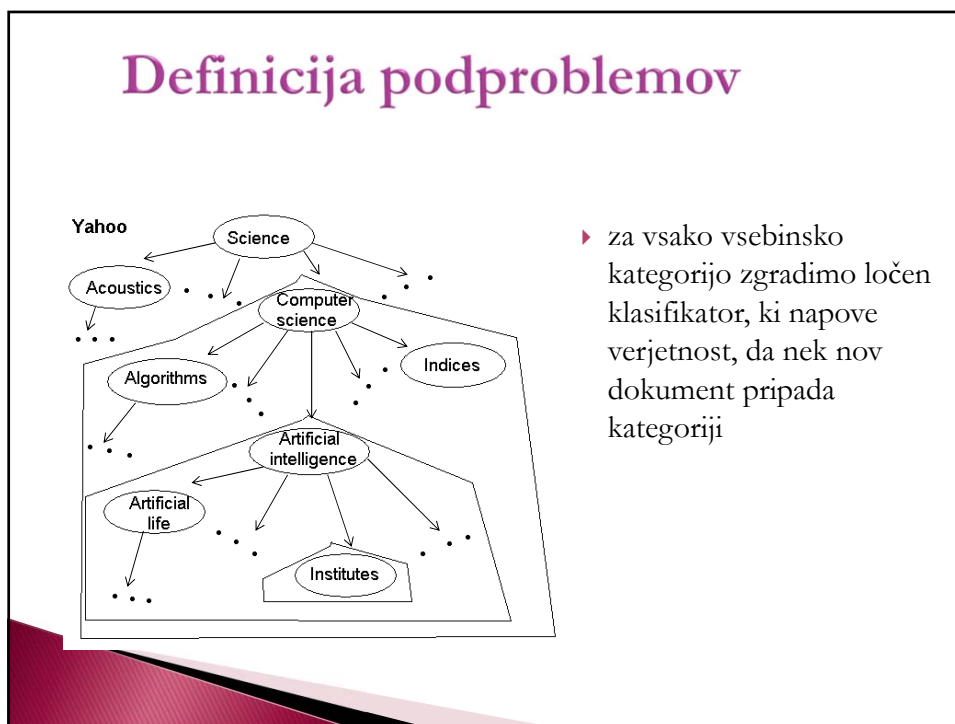 Definicija podproblemov
Yahoo
Science
Acoustics
Computer
science
Algorithms
Indices
Artificial
intelligence
Artificial
life
Institutes
za vsako vsebinsko
kategorijo zgradimo ločen
klasifikator, ki napove
verjetnost, da nek nov
dokument pripada
kategoriji